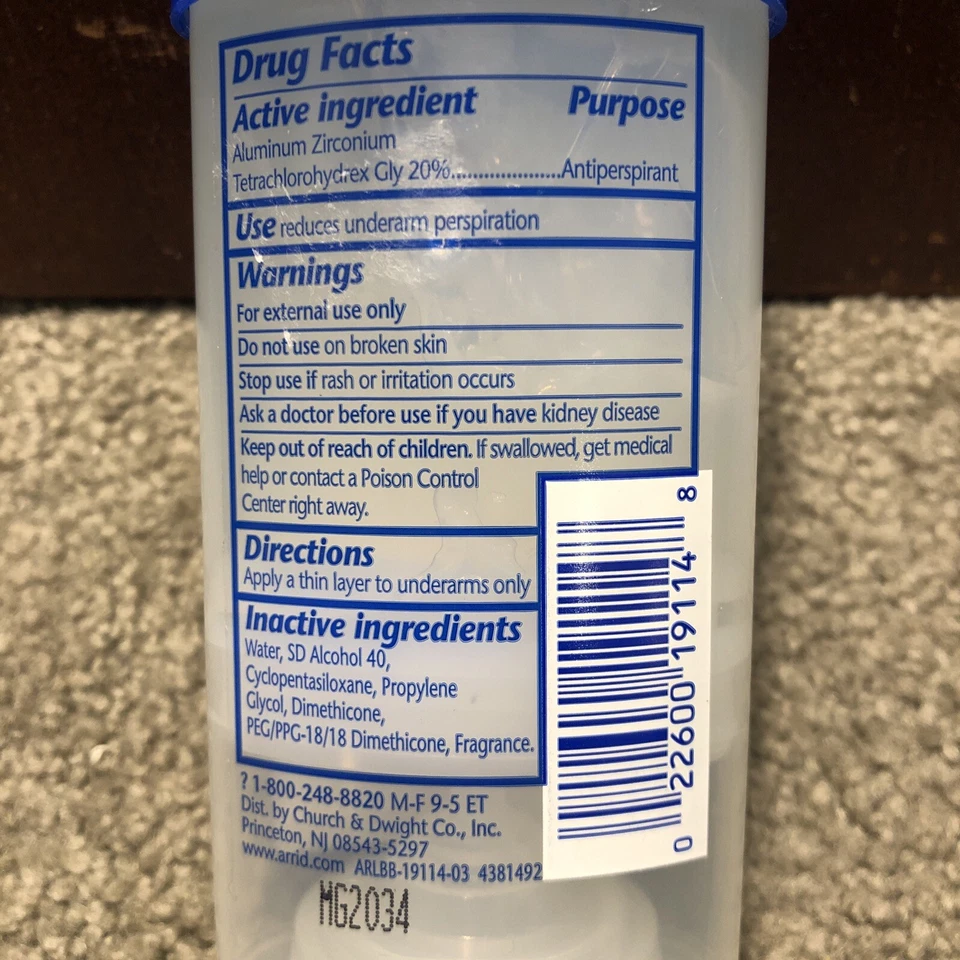 Drug Facts
Active ingredient Purpose
Aluminum Zirconium
Tetrachlorohydrex Gly 20%.....................Antiperspirant
Use reduces underarm perspiration
Warnings
For external use only
Do not use on broken skin
Stop use if rash or irritation occurs
Ask a doctor before use if you have kidney disease
Keep out of reach of children. If swallowed, get medical
help or contact a Poison Control
Center right away.
Directions
Apply a thin layer to underarms only
Inactive ingredients
Water, SD Alcohol 40,
Cyclopentasiloxane, Propylene
Glycol, Dimethicone,
PEG/PPG-18/18 Dimethicone, Fragrance.
? 1-800-248-8820 M-F 9-5 ET
Dist. by Church & Dwight Co., Inc.
Princeton, NJ 08543-5297
www.arrid.com ARLBB-19114-03 4381492
MG2034
0 22600 19114 8